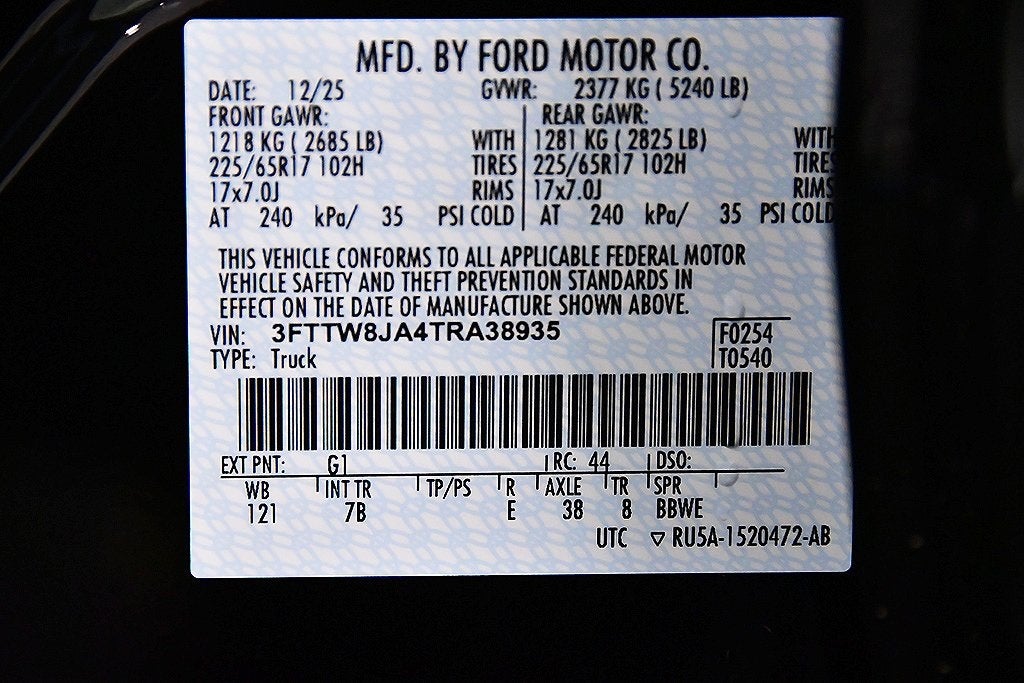 MFD. BY FORD MOTOR CO.
DATE: 12/25 GVWR: 2377 KG ( 5240 LB)
FRONT GAWR: REAR GAWR:
1218 KG ( 2685 LB) WITH 1281 KG ( 2825 LB) WITH
225/65R17 102H TIRES 225/65R17 102H TIRES
17x7.0J RIMS 17x7.0J RIMS
AT 240 kPa/ 35 PSI COLD AT 240 kPa/ 35 PSI COLD
THIS VEHICLE CONFORMS TO ALL APPLICABLE FEDERAL MOTOR
VEHICLE SAFETY AND THEFT PREVENTION STANDARDS IN
EFFECT ON THE DATE OF MANUFACTURE SHOWN ABOVE.
VIN: 3FTTW8JA4TRA38935 F0254
TYPE: Truck T0540
EXT PNT: G1 RC: 44 DSO:
WB INT TR TP/PS R AXLE TR SPR
121 7B E 38 8 BBWE
UTC ▽ RU5A-1520472-AB